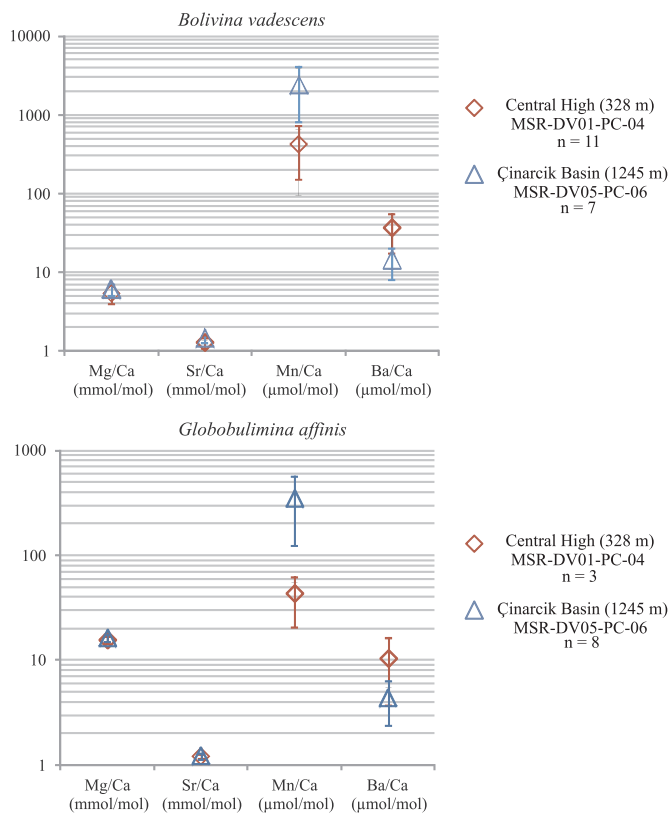 Bolivina vadescens
10000
1000
100
10
1
Mg/Ca
(mmol/mol)
Sr/Ca
(mmol/mol)
Mn/Ca
(µmol/mol)
Ba/Ca
(µmol/mol)
Central High (328 m)
MSR-DV01-PC-04
n = 11
Çinarcik Basin (1245 m)
MSR-DV05-PC-06
n = 7
Globobulimina affinis
1000
100
10
1
Mg/Ca
(mmol/mol)
Sr/Ca
(mmol/mol)
Mn/Ca
(µmol/mol)
Ba/Ca
(µmol/mol)
Central High (328 m)
MSR-DV01-PC-04
n = 3
Çinarcik Basin (1245 m)
MSR-DV05-PC-06
n = 8